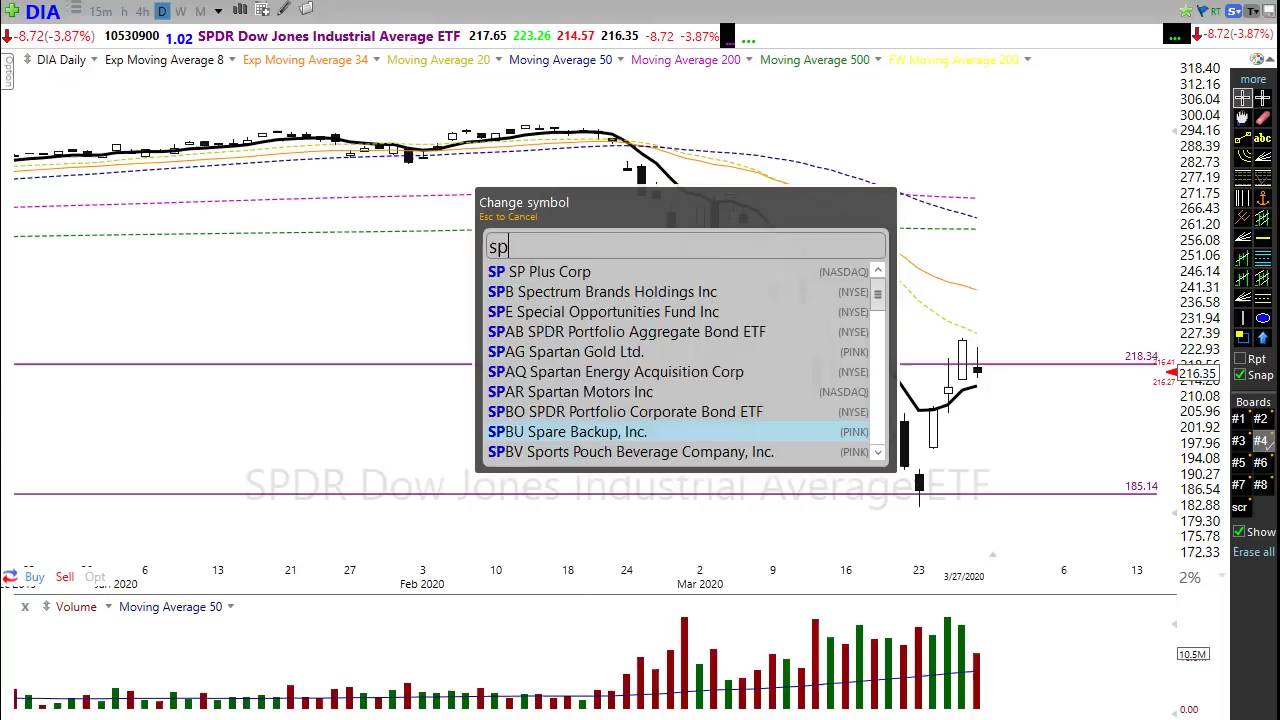 DIA 15m h 4h D W M
-8.72(-3.87%) 10530900 1.02 SPDR Dow Jones Industrial Average ETF 217.65 223.26 214.57 216.35 -8.72 -3.87% ... ... -8.72(-3.87%)
RT S T
Open
DIA Daily Exp Moving Average 8 Exp Moving Average 34 Moving Average 20 Moving Average 50 Moving Average 200 Moving Average 500 FW Moving Average 200
318.40
312.16
306.04
300.04
294.16
288.39
282.73
277.19
271.75
266.43
261.20
256.08
251.06
246.14
241.31
236.58
231.94
227.39
222.93
218.34
216.41
216.35
216.27
214.28
210.08
205.96
201.92
197.96
194.08
190.27
185.14
186.54
182.88
179.30
175.78
172.33
Change symbol
Esc to Cancel
sp
SP SP Plus Corp (NASDAQ)
SPB Spectrum Brands Holdings Inc (NYSE)
SPE Special Opportunities Fund Inc (NYSE)
SPAB SPDR Portfolio Aggregate Bond ETF (NYSE)
SPAG Spartan Gold Ltd. (PINK)
SPAQ Spartan Energy Acquisition Corp (NYSE)
SPAR Spartan Motors Inc (NASDAQ)
SPBO SPDR Portfolio Corporate Bond ETF (NYSE)
SPBU Spare Backup, Inc. (PINK)
SPBV Sports Pouch Beverage Company, Inc. (PINK)
SPDR Dow Jones Industrial Average ETF
more
abc
Rpt
Snap
Boards
#1 #2
#3 #4
#5 #6
#7 #8
scr
Show
Erase all
6 13 21 27 3 10 18 24 2 9 16 23 3/27/2020 6 13
Buy Sell Opt
Jan 2020 Feb 2020 Mar 2020
2%
x Volume Moving Average 50
10.5M
0.00